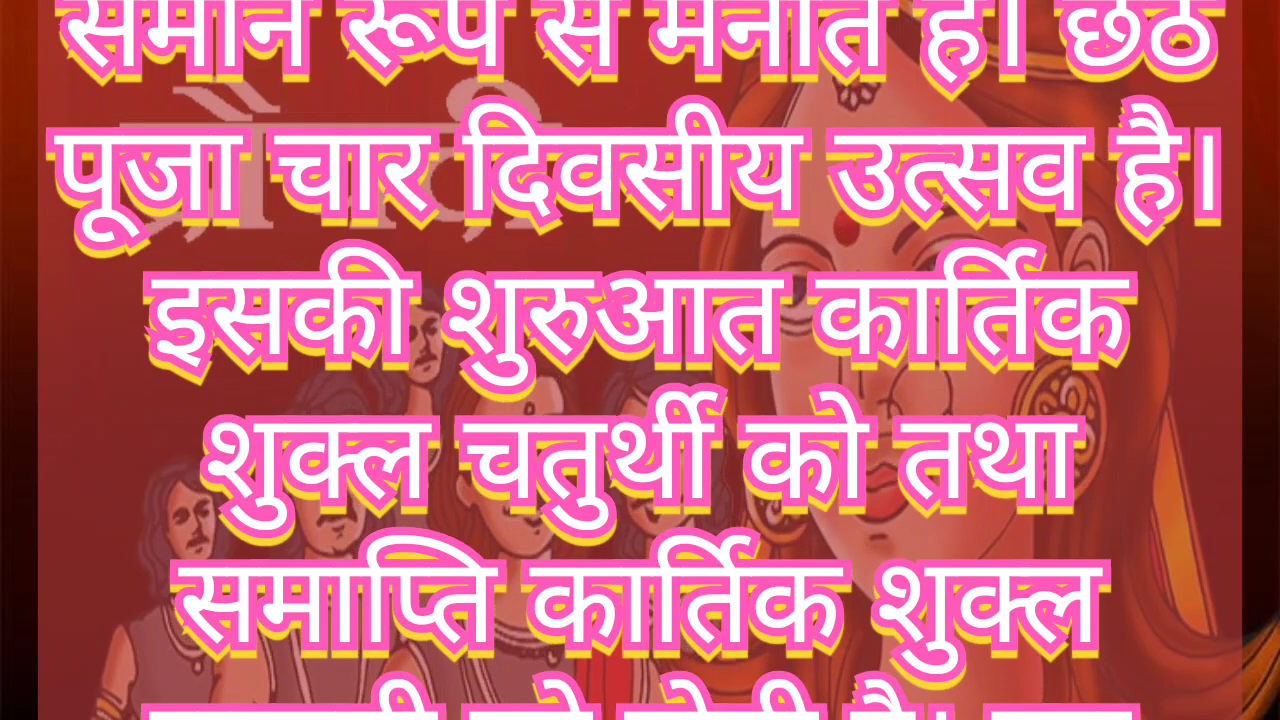 समान रूप से मनाते हैं। छठ
पूजा चार दिवसीय उत्सव है।
इसकी शुरुआत कार्तिक
शुक्ल चतुर्थी को तथा
समाप्ति कार्तिक शुक्ल